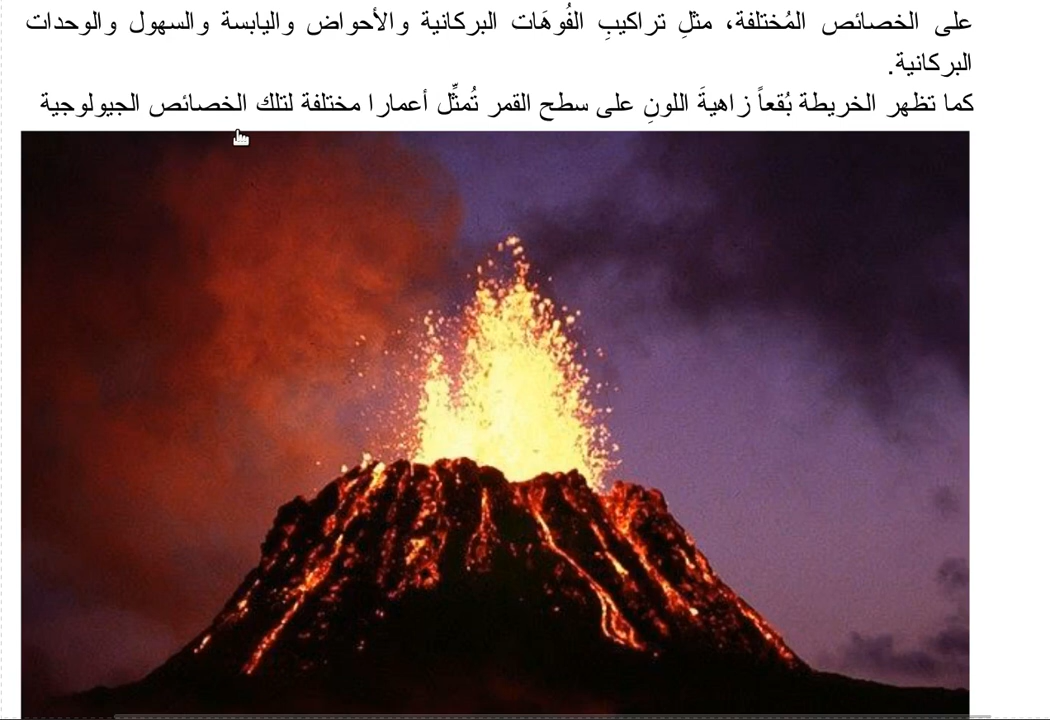 على الخصائص المُختلفة، مثلِ تراكيبِ الفُوهَات البركانية والأحواض واليابسة والسهول والوحدات
البركانية.
كما تظهر الخريطة بُقعاً زاهيةَ اللونِ على سطح القمر تُمثِّل أعمارا مختلفة لتلك الخصائص الجيولوجية